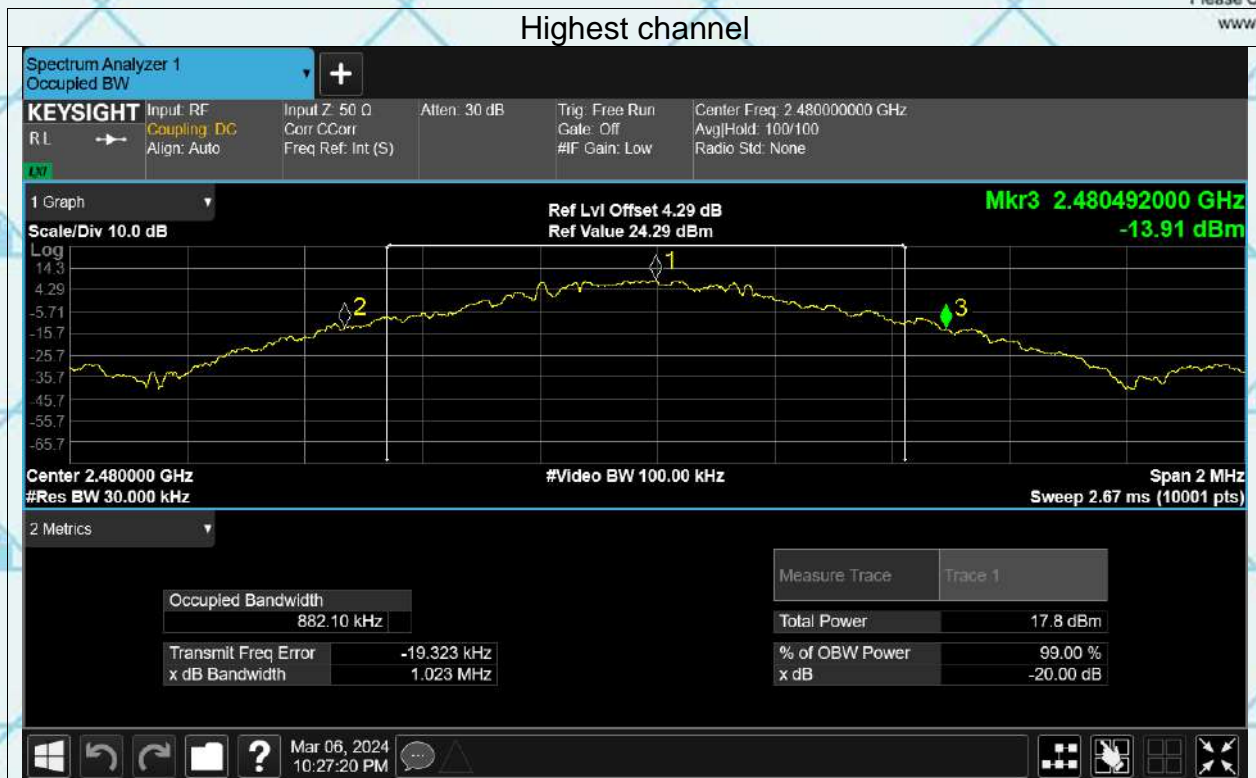 Please
www
Highest channel
Spectrum Analyzer 1
Occupied BW
+
KEYSIGHT
RL
LXI
Input: RF
Coupling: DC
Align: Auto
Input Z: 50 Ω
Corr CCorr
Freq Ref: Int (S)
Atten: 30 dB
Trig: Free Run
Gate: Off
#IF Gain: Low
Center Freq: 2.480000000 GHz
Avg|Hold: 100/100
Radio Std: None
1 Graph
Scale/Div 10.0 dB
Ref Lvl Offset 4.29 dB
Ref Value 24.29 dBm
Mkr3 2.480492000 GHz
-13.91 dBm
Log
14.3
4.29
-5.71
-15.7
-25.7
-35.7
-45.7
-55.7
-65.7
1
2
3
Center 2.480000 GHz
#Res BW 30.000 kHz
#Video BW 100.00 kHz
Span 2 MHz
Sweep 2.67 ms (10001 pts)
2 Metrics
Measure Trace Trace 1
Occupied Bandwidth
882.10 kHz
Total Power 17.8 dBm
Transmit Freq Error -19.323 kHz
% of OBW Power 99.00 %
x dB Bandwidth 1.023 MHz
x dB -20.00 dB
?
Mar 06, 2024
10:27:20 PM